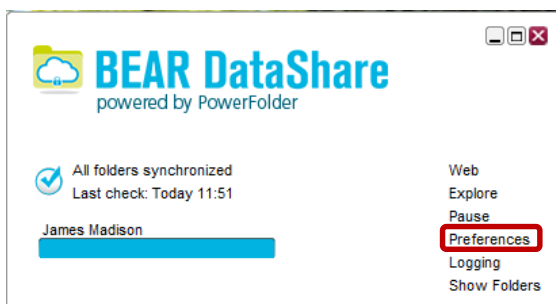 BEAR DataShare
powered by PowerFolder
All folders synchronized
Last check: Today 11:51
James Madison
Web
Explore
Pause
Preferences
Logging
Show Folders